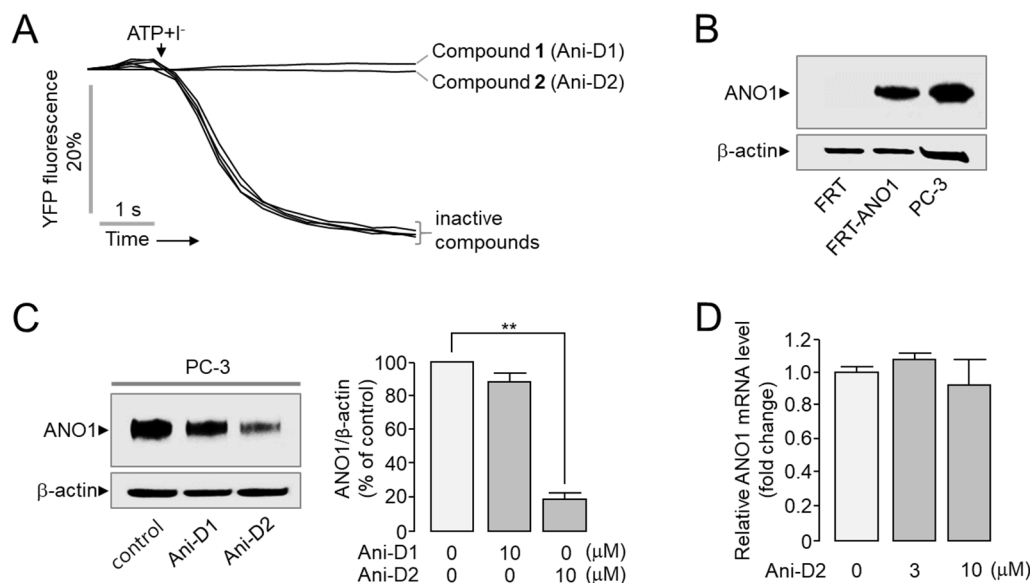 A
ATP+I-
Compound 1 (Ani-D1)
Compound 2 (Ani-D2)
YFP fluorescence
20%
1 s
Time
inactive
compounds
B
ANO1
β-actin
FRT
FRT-ANO1
PC-3
C
PC-3
ANO1
β-actin
control
Ani-D1
Ani-D2
**
ANO1/β-actin
(% of control)
100
80
60
40
20
0
Ani-D1 0 10 0 (μM)
Ani-D2 0 0 10 (μM)
D
Relative ANO1 mRNA level
(fold change)
1.2
1.0
0.8
0.6
0.4
0.2
0
Ani-D2 0 3 10 (μM)